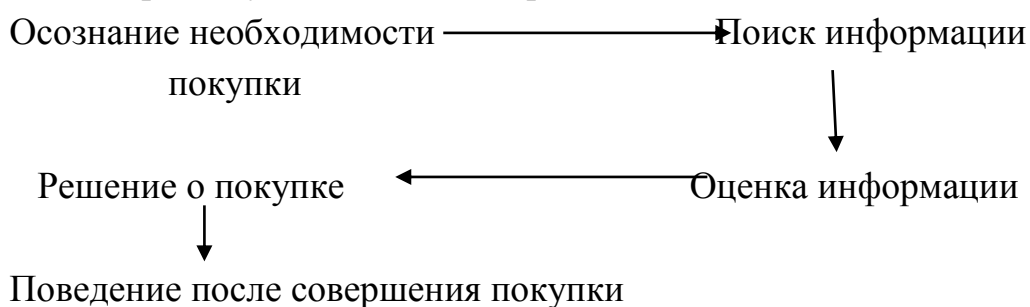 Осознание необходимости
Поиск информации
покупки
Решение о покупке
Оценка информации
Поведение после совершения покупки